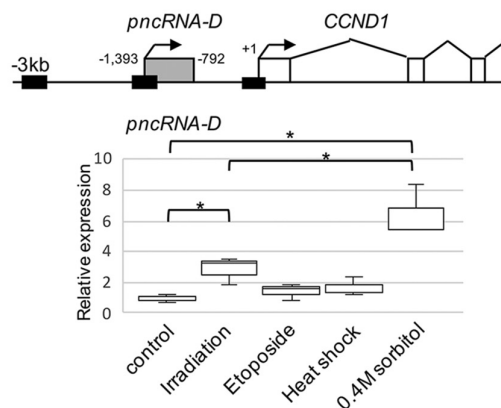 pncRNA-D CCND1
-1,393 -792 +1
-3kb
pncRNA-D
Relative expression
10
8
6
4
2
0
* * *
control Irradiation Etoposide Heat shock 0.4M sorbitol